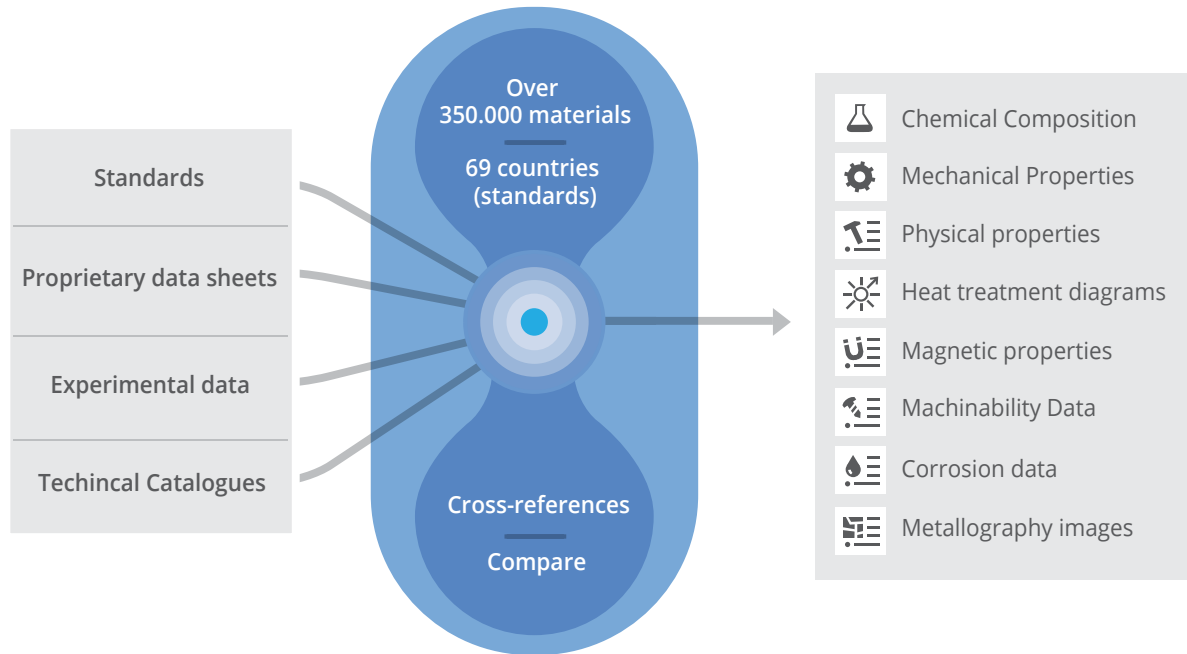 Standards
Proprietary data sheets
Experimental data
Techincal Catalogues
Over
350.000 materials
69 countries
(standards)
Cross-references
Compare
Chemical Composition
Mechanical Properties
Physical properties
Heat treatment diagrams
Magnetic properties
Machinability Data
Corrosion data
Metallography images